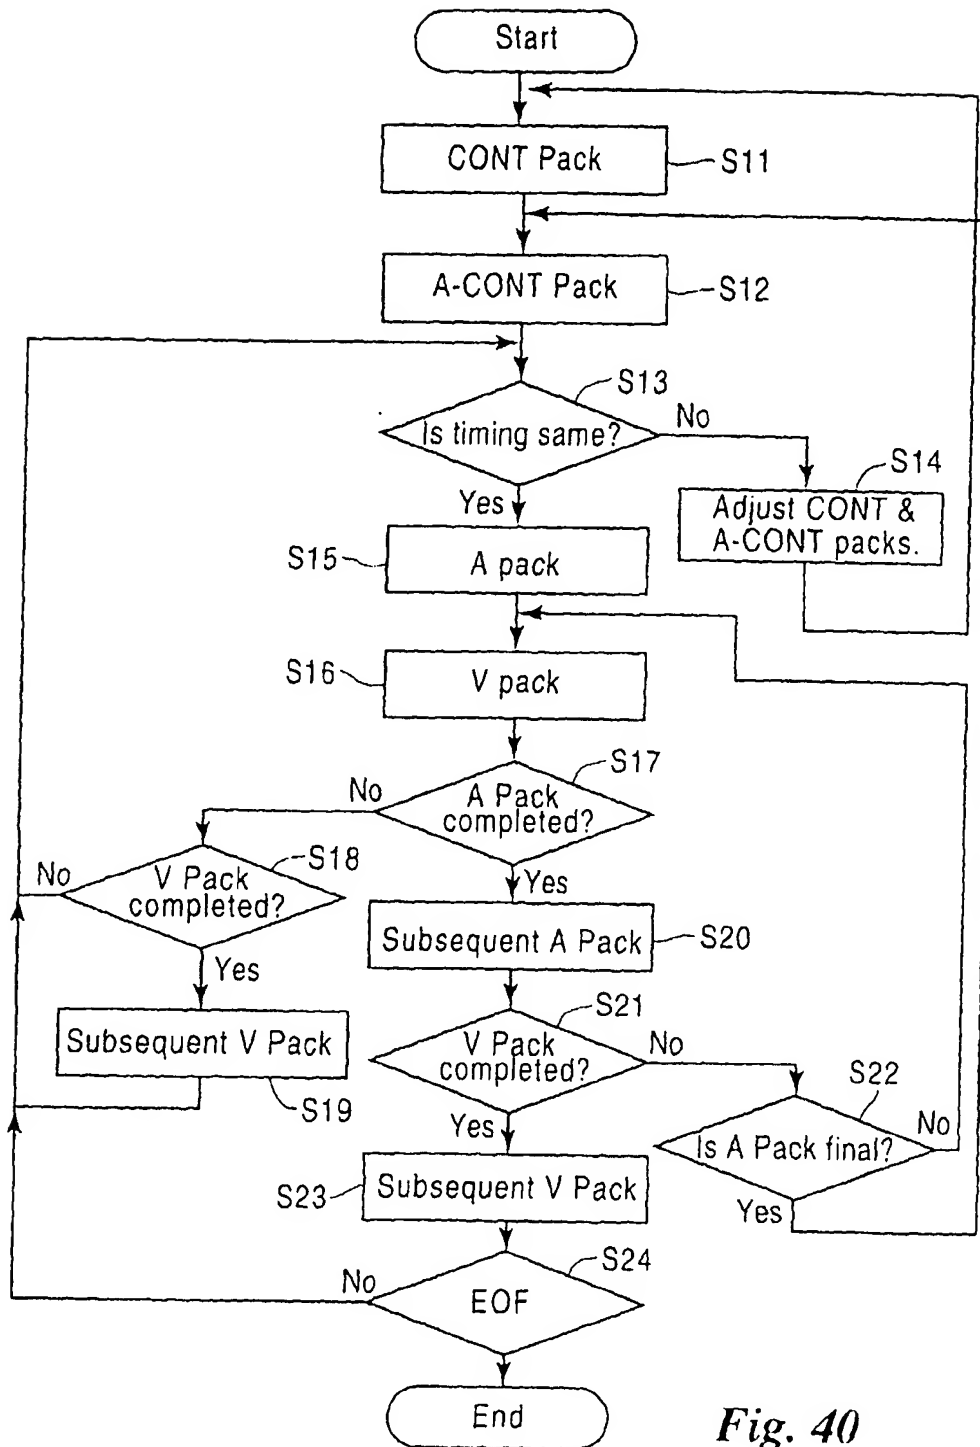 Start
CONT Pack
S11
A-CONT Pack
S12
S13
Is timing same?
No
S14
Yes
Adjust CONT &
A-CONT packs.
S15
A pack
S16
V pack
S17
No
A Pack
completed?
S18
No
V Pack
completed?
Yes
Subsequent A Pack
S20
Yes
S21
Subsequent V Pack
V Pack
completed?
No
S22
S19
Yes
Is A Pack final?
No
S23
Subsequent V Pack
Yes
S24
No
EOF
End
Fig. 40